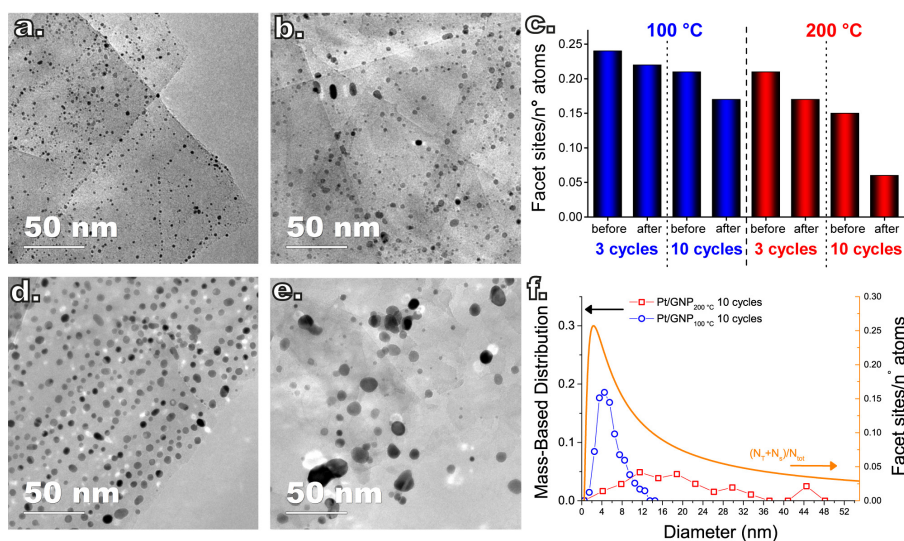 a.
50 nm
b.
50 nm
c.
100 °C
200 °C
Facet sites/n° atoms
0.25
0.20
0.15
0.10
0.05
0.00
before after before after before after before after
3 cycles 10 cycles 3 cycles 10 cycles
d.
50 nm
e.
50 nm
f.
Pt/GNP200 °C 10 cycles
Pt/GNP100 °C 10 cycles
Mass-Based Distribution
0.3
0.2
0.1
0.0
(NT+Ns)/Ntot
0.30
0.25
0.20
0.15
0.10
0.05
0.00
Facet sites/n° atoms
0 4 8 12 16 20 24 28 32 36 40 44 48 52
Diameter (nm)